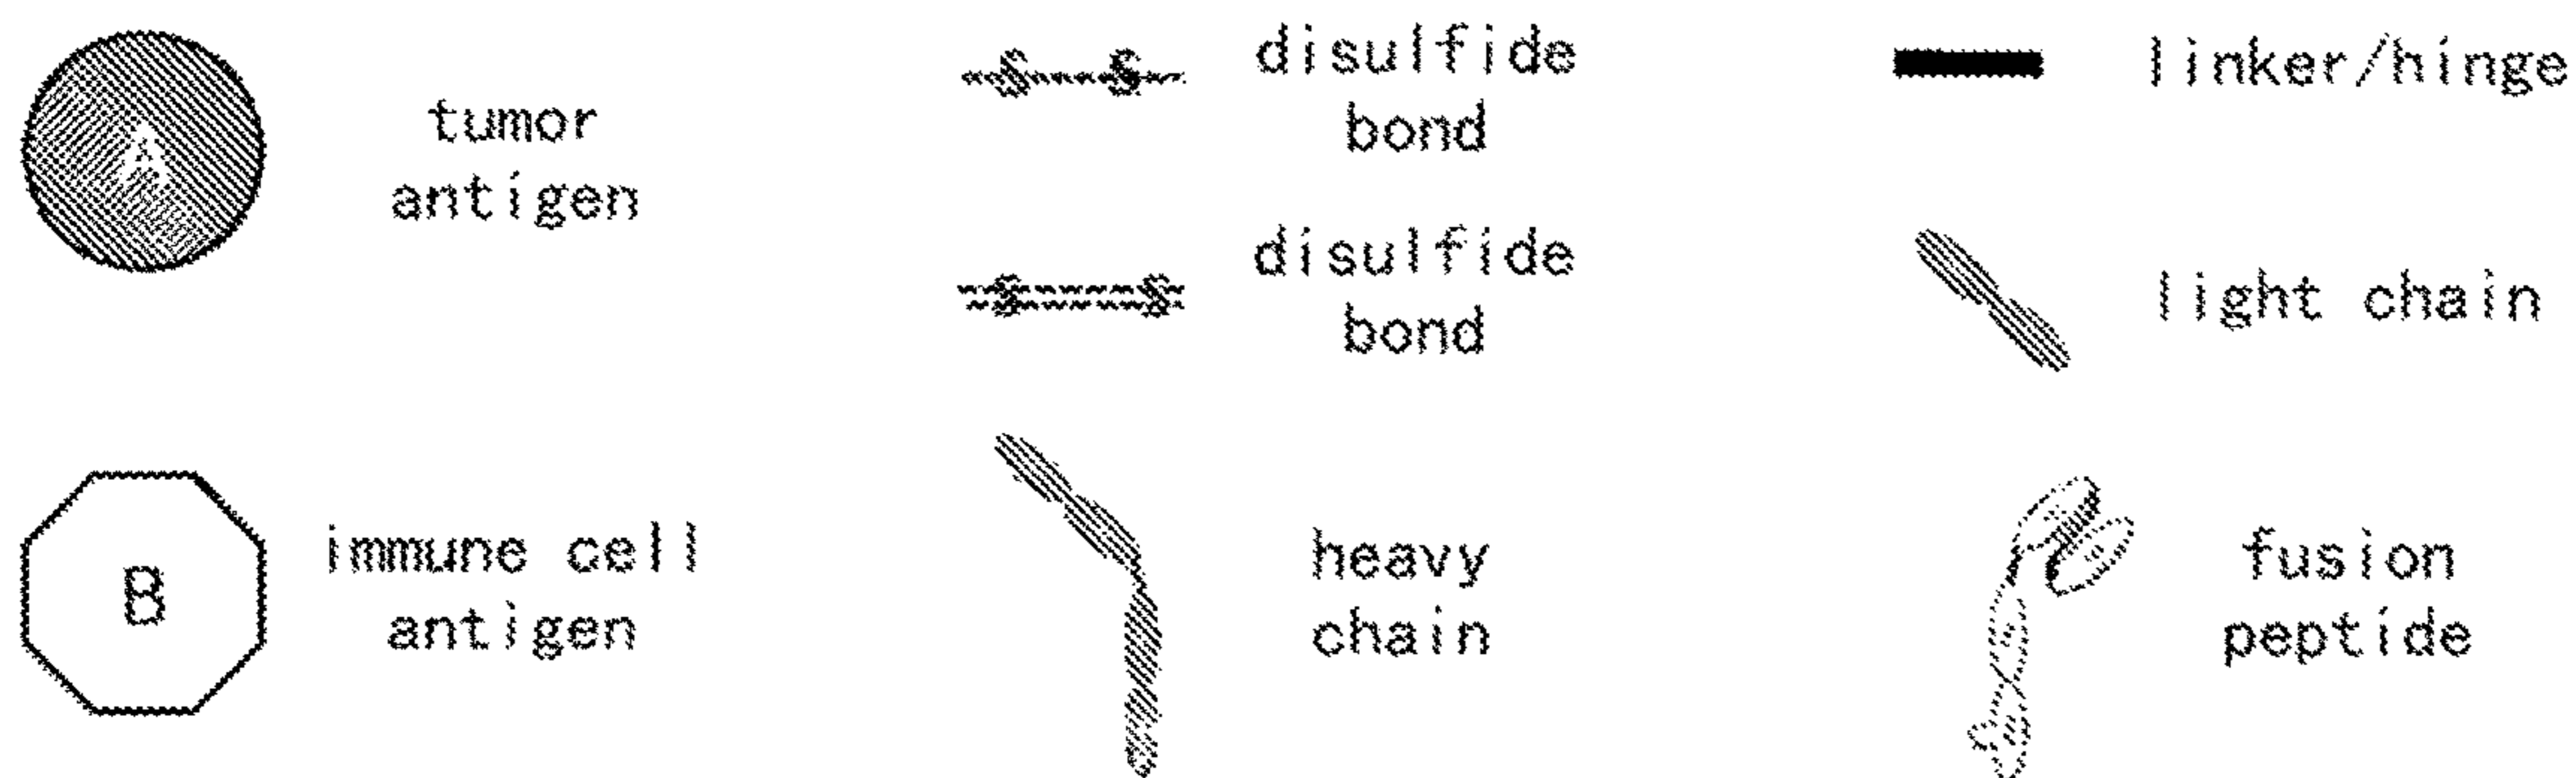 A
tumor
antigen
S S
disulfide
bond
linker/hinge
S S
disulfide
bond
light chain
B
immune cell
antigen
heavy
chain
fusion
peptide